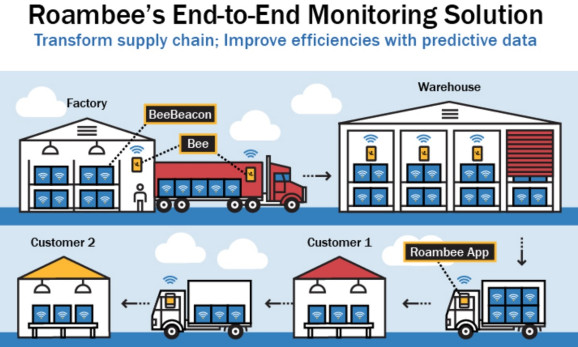 Roambee's End-to-End Monitoring Solution
Transform supply chain; Improve efficiencies with predictive data
Factory
BeeBeacon
Bee
Warehouse
Customer 2
Customer 1
Roambee App